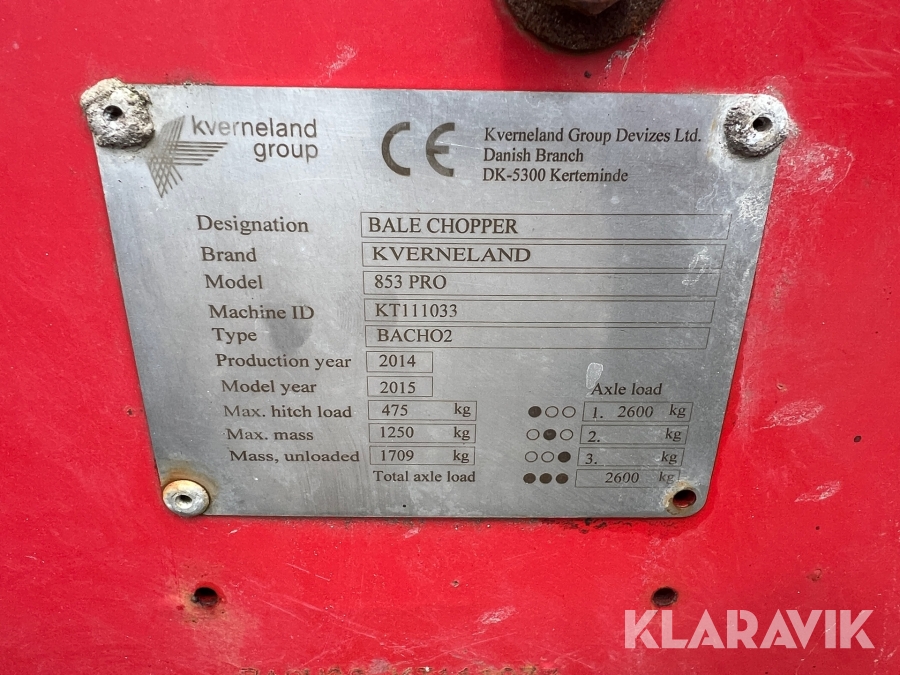 kverneland
group
CE
Kverneland Group Devizes Ltd.
Danish Branch
DK-5300 Kerteminde
Designation BALE CHOPPER
Brand KVERNELAND
Model 853 PRO
Machine ID KT111033
Type BACHO2
Production year 2014
Model year 2015
Axle load
Max. hitch load 475 kg 1. 2600 kg
Max. mass 1250 kg 2. kg
Mass, unloaded 1709 kg 3. kg
Total axle load 2600 kg
KLARAVIK